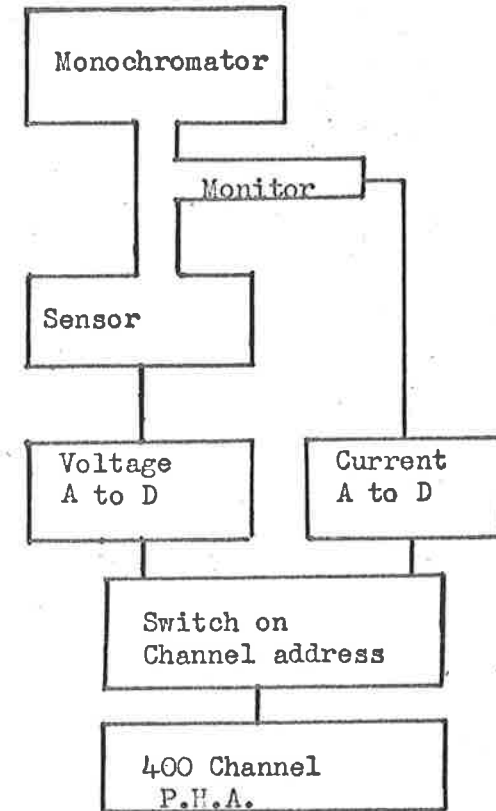 Monochromator
Monitor
Sensor
Voltage
A to D
Current
A to D
Switch on
Channel address
400 Channel
P.H.A.